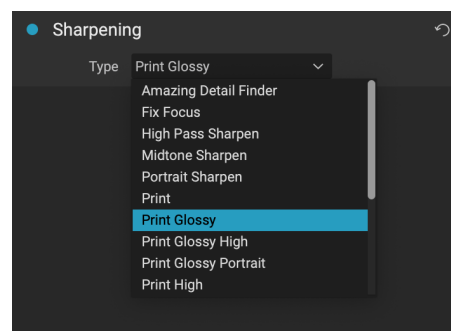 Sharpening
Type Print Glossy
Amazing Detail Finder
Fix Focus
High Pass Sharpen
Midtone Sharpen
Portrait Sharpen
Print
Print Glossy
Print Glossy High
Print Glossy Portrait
Print High